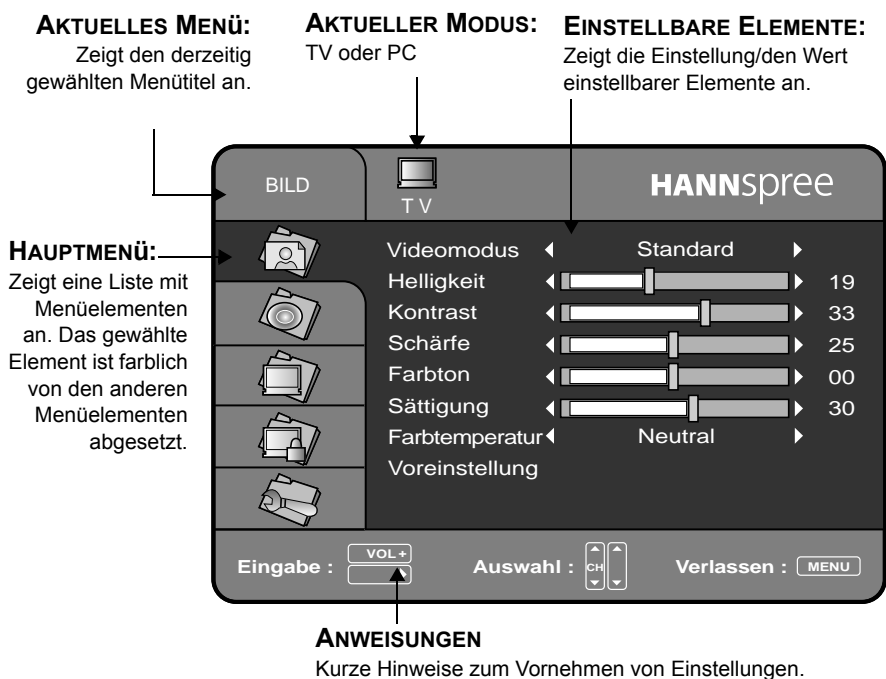 AKTUELLES MENÜ:
Zeigt den derzeitig
gewählten Menütitel an.
AKTUELLER MODUS:
TV oder PC
EINSTELLBARE ELEMENTE:
Zeigt die Einstellung/den Wert
einstellbarer Elemente an.
BILD
TV
HANNspree
HAUPTMENÜ:
Zeigt eine Liste mit
Menüelementen
an. Das gewählte
Element ist farblich
von den anderen
Menüelementen
abgesetzt.
Videomodus Standard
Helligkeit 19
Kontrast 33
Schärfe 25
Farbton 00
Sättigung 30
Farbtemperatur Neutral
Voreinstellung
Eingabe : VOL+ Auswahl : CH Verlassen : MENU
ANWEISUNGEN
Kurze Hinweise zum Vornehmen von Einstellungen.